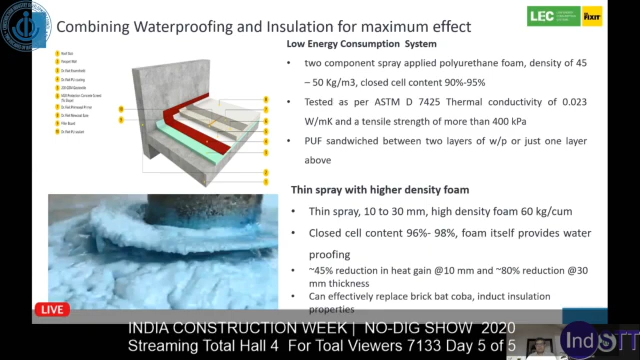 Combining Waterproofing and Insulation for maximum effect
LEC
FIXIT
Low Energy Consumption System
• two component spray applied polyurethane foam, density of 45
– 50 Kg/m3, closed cell content 90%-95%
• Tested as per ASTM D 7425 Thermal conductivity of 0.023
W/mK and a tensile strength of more than 400 kPa
• PUF sandwiched between two layers of w/p or just one layer
above
Thin spray with higher density foam
• Thin spray, 10 to 30 mm, high density foam 60 kg/cum
• Closed cell content 96%- 98%, foam itself provides water
proofing
• ~45% reduction in heat gain @10 mm and ~80% reduction @30
mm thickness
• Can effectively replace brick bat coba, induct insulation
properties
LIVE
INDIA CONSTRUCTION WEEK | NO-DIG SHOW 2020
Streaming Total Hall 4 For Toal Viewers 7133 Day 5 of 5
IndSTT